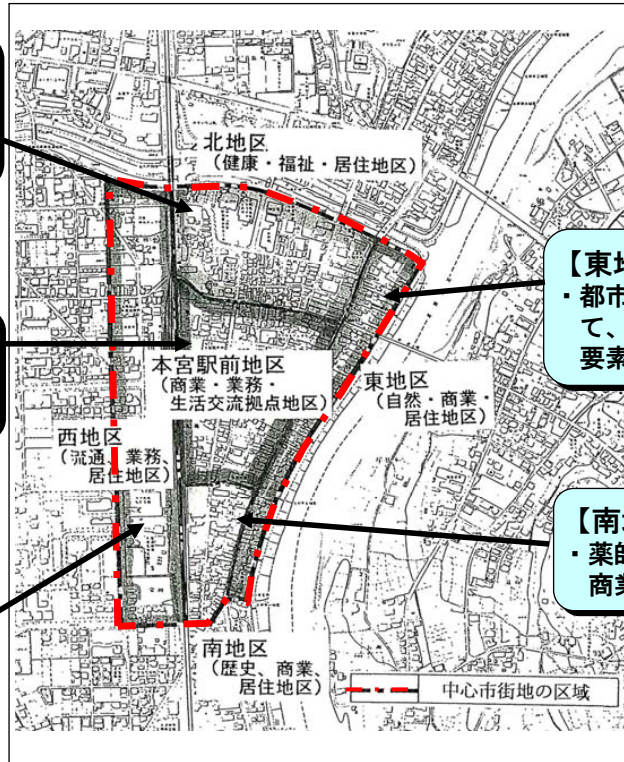 北地区
(健康・福祉・居住地区)
【東地
・都市
て、
要素
本宮駅前地区
(商業・業務・
生活交流拠点地区)
東地区
(自然・商業・
居住地区)
西地区
(流通、業務、
居住地区)
【南地
・薬師
商業
南地区
(歴史、商業、
居住地区)
中心市街地の区域